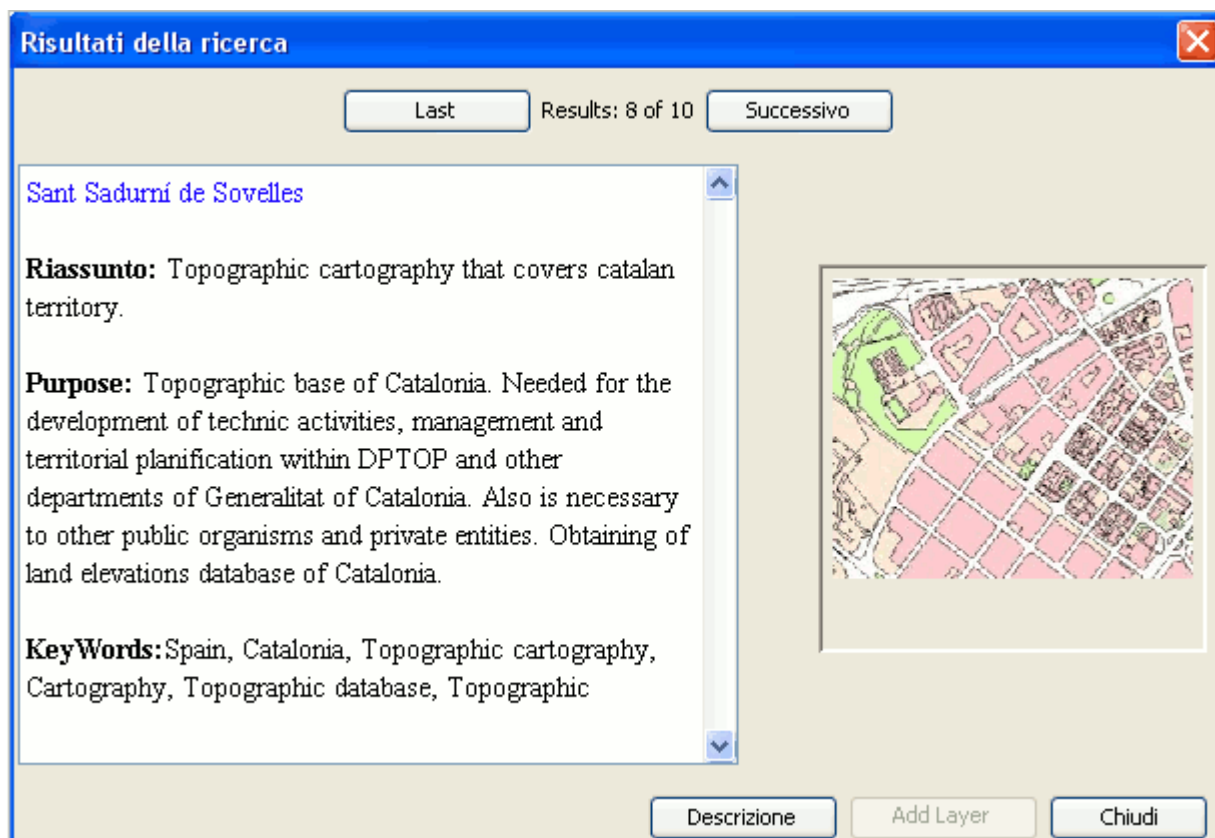 Risultati della ricerca
Last Results: 8 of 10 Successivo
Sant Sadurní de Sovelles
Riassunto: Topographic cartography that covers catalan
territory.
Purpose: Topographic base of Catalonia. Needed for the
development of technic activities, management and
territorial planification within DPTOP and other
departments of Generalitat of Catalonia. Also is necessary
to other public organisms and private entities. Obtaining of
land elevations database of Catalonia.
KeyWords:Spain, Catalonia, Topographic cartography,
Cartography, Topographic database, Topographic
Descrizione Add Layer Chiudi